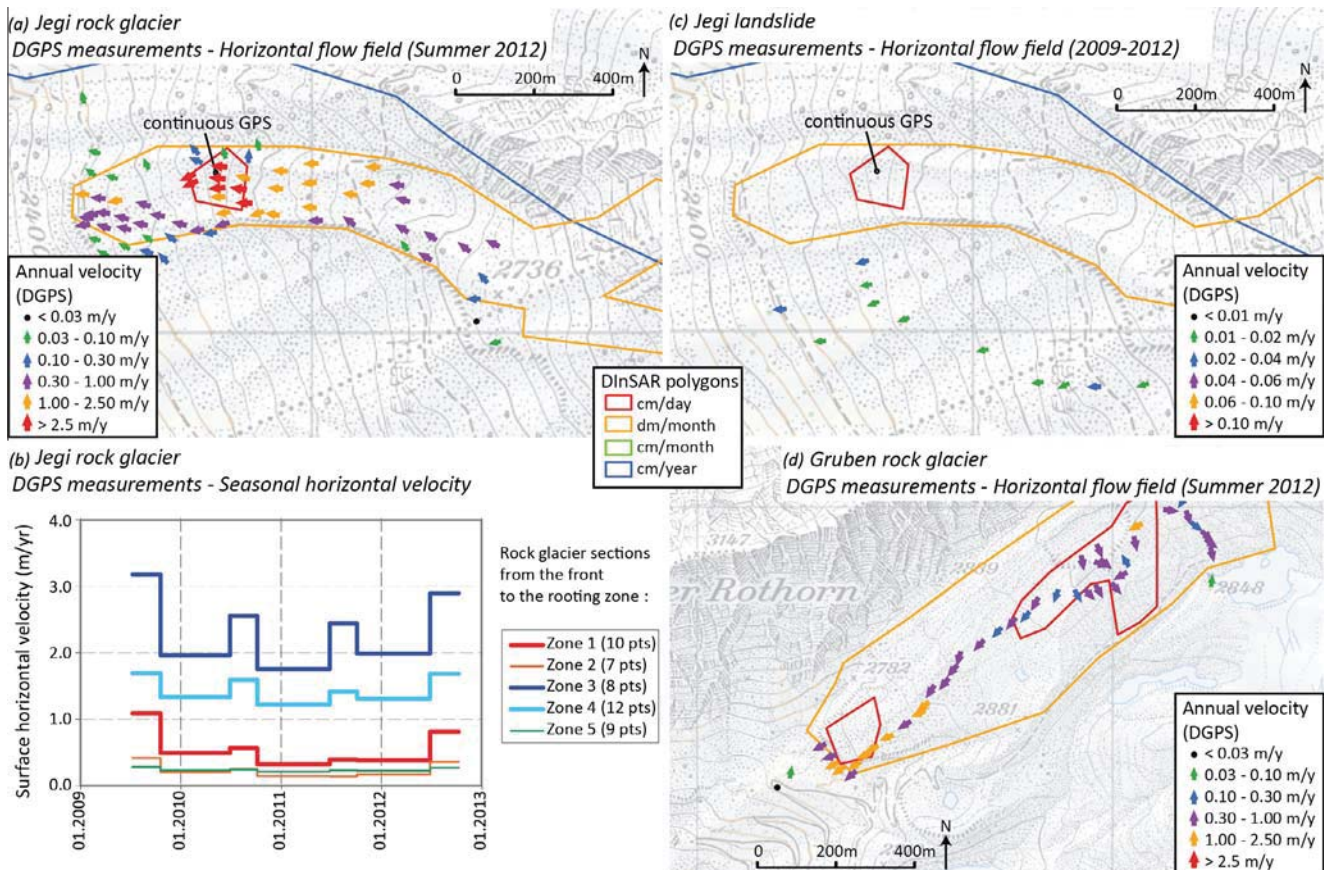 (a) Jegi rock glacier
DGPS measurements - Horizontal flow field (Summer 2012)
0 200m 400m
N
continuous GPS
2400
2736
Annual velocity
(DGPS)
< 0.03 m/y
0.03 - 0.10 m/y
0.10 - 0.30 m/y
0.30 - 1.00 m/y
1.00 - 2.50 m/y
> 2.5 m/y
(c) Jegi landslide
DGPS measurements - Horizontal flow field (2009-2012)
N
0 200m 400m
continuous GPS
2400
Annual velocity
(DGPS)
< 0.01 m/y
0.01 - 0.02 m/y
0.02 - 0.04 m/y
0.04 - 0.06 m/y
0.06 - 0.10 m/y
> 0.10 m/y
DInSAR polygons
cm/day
dm/month
cm/month
cm/year
(b) Jegi rock glacier
DGPS measurements - Seasonal horizontal velocity
Surface horizontal velocity (m/yr)
4.0
3.0
2.0
1.0
0.0
01.2009
01.2010
01.2011
01.2012
01.2013
Rock glacier sections
from the front
to the rooting zone :
Zone 1 (10 pts)
Zone 2 (7 pts)
Zone 3 (8 pts)
Zone 4 (12 pts)
Zone 5 (9 pts)
(d) Gruben rock glacier
DGPS measurements - Horizontal flow field (Summer 2012)
3147
2839
er Rothorn
2848
2782
2881
N
0 200m 400m
Annual velocity
(DGPS)
< 0.03 m/y
0.03 - 0.10 m/y
0.10 - 0.30 m/y
0.30 - 1.00 m/y
1.00 - 2.50 m/y
> 2.5 m/y